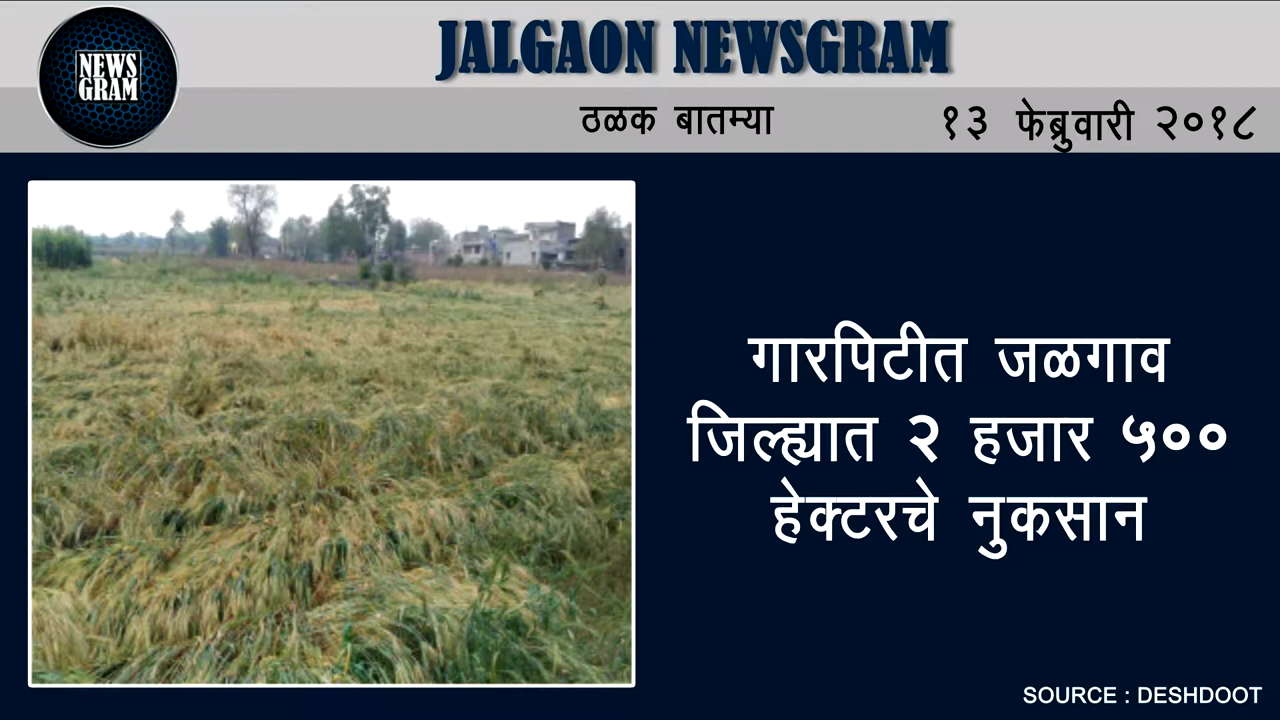 NEWS
GRAM
JALGAON NEWSGRAM
ठळक बातम्या
१३ फेब्रुवारी २०१८
गारपिटीत जळगाव
जिल्ह्यात २ हजार ५००
हेक्टरचे नुकसान
SOURCE : DESHDOOT